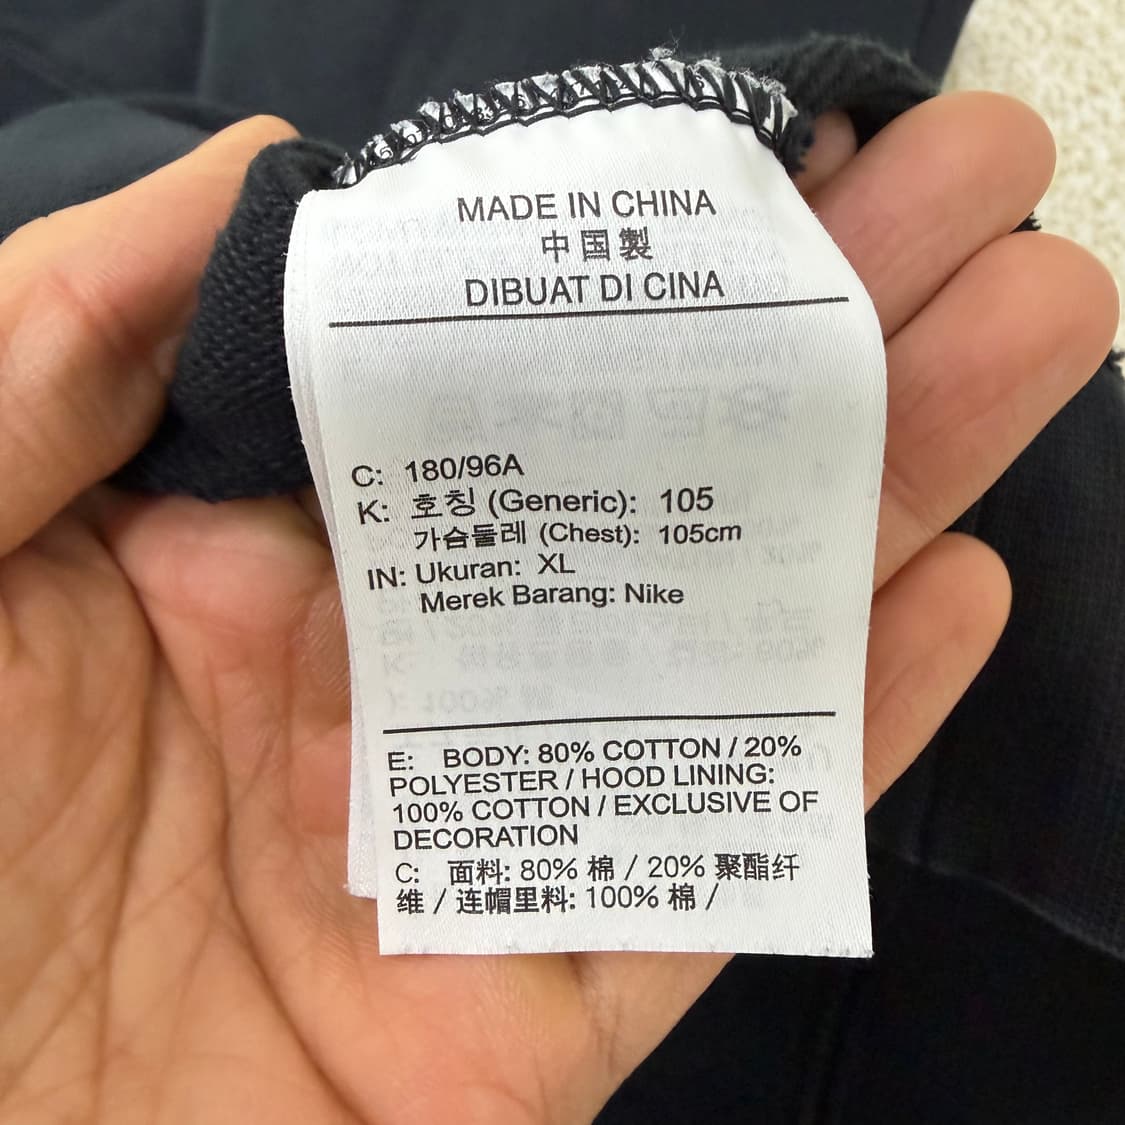 MADE IN CHINA
中国製
DIBUAT DI CINA
C: 180/96A
K: 호칭 (Generic): 105
가슴둘레 (Chest): 105cm
IN: Ukuran: XL
Merek Barang: Nike
E: BODY: 80% COTTON / 20%
POLYESTER / HOOD LINING:
100% COTTON / EXCLUSIVE OF
DECORATION
C: 面料: 80% 棉 / 20% 聚酯纤
维 / 连帽里料: 100% 棉 /